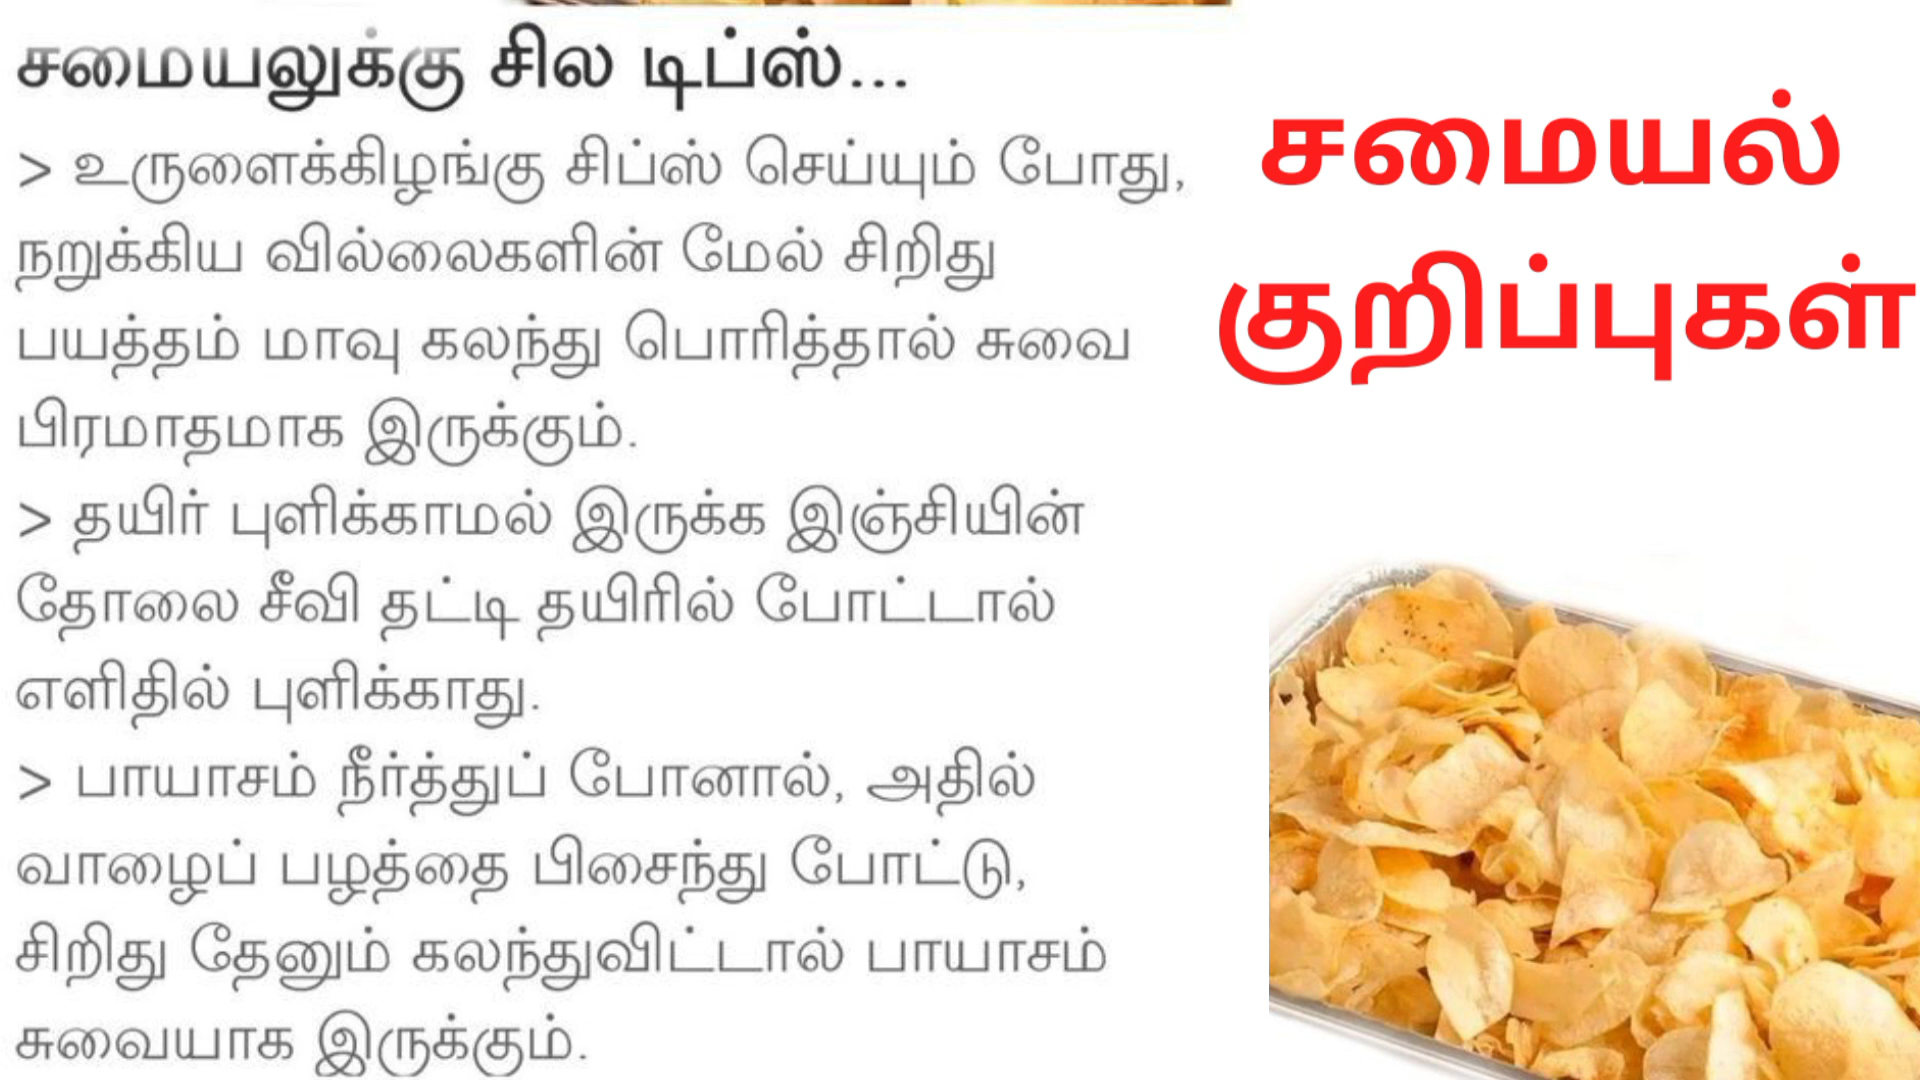 சமையலுக்கு சில டிப்ஸ்...
> உருளைக்கிழங்கு சிப்ஸ் செய்யும் போது,
நறுக்கிய வில்லைகளின் மேல் சிறிது
பயத்தம் மாவு கலந்து பொரித்தால் சுவை
பிரமாதமாக இருக்கும்.
> தயிர் புளிக்காமல் இருக்க இஞ்சியின்
தோலை சீவி தட்டி தயிரில் போட்டால்
எளிதில் புளிக்காது.
> பாயாசம் நீர்த்துப் போனால், அதில்
வாழைப் பழத்தை பிசைந்து போட்டு,
சிறிது தேனும் கலந்துவிட்டால் பாயாசம்
சுவையாக இருக்கும்.
சமையல்
குறிப்புகள்